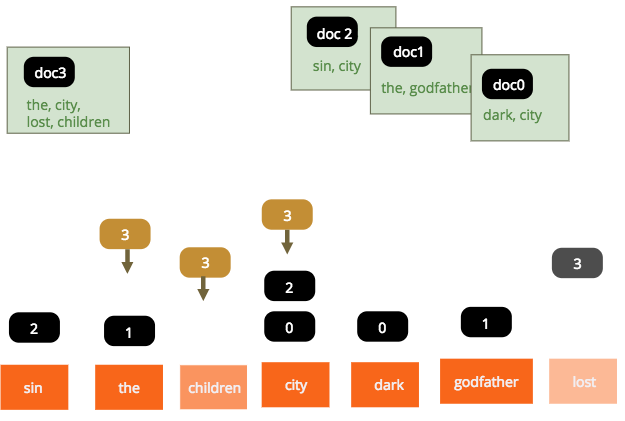 doc 2
sin, city
doc1
the, godfather
doc3
the, city,
lost, children
doc0
dark, city
3
3
3
3
2
2
1
0
0
1
sin
the
children
city
dark
godfather
lost